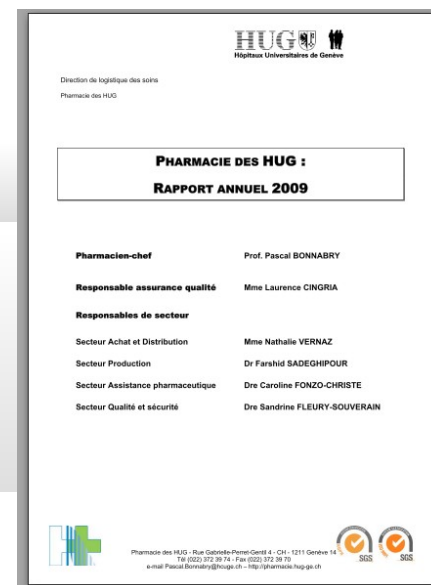 HUG
Hôpitaux Universitaires de Genève
Direction de logistique des soins
Pharmacie des HUG
PHARMACIE DES HUG :
RAPPORT ANNUEL 2009
Pharmacien-chef Prof. Pascal BONNABRY
Responsable assurance qualité Mme Laurence CINGRIA
Responsables de secteur
Secteur Achat et Distribution Mme Nathalie VERNAZ
Secteur Production Dr Farshid SADEGHIPOUR
Secteur Assistance pharmaceutique Dre Caroline FONZO-CHRISTE
Secteur Qualité et sécurité Dre Sandrine FLEURY-SOUVERAIN
Pharmacie des HUG - Rue Gabrielle-Perret-Gentil 4 - CH - 1211 Genève 14
Tél (022) 372 39 74 - Fax (022) 372 39 70
e-mail Pascal.Bonnabry@hcuge.ch – http://pharmacie.hug-ge.ch
SGS SGS